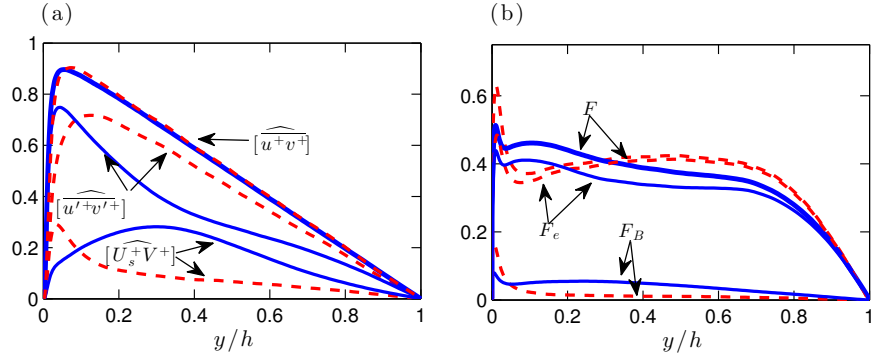 (a)
1
0.8
0.6
0.4
0.2
0
0 0.2 0.4 0.6 0.8 1
y/h
[\widehat{\overline{u^+v^+}}]
[\widehat{\overline{u'^+v'^+}}]
[\widehat{U_s^+V^+}]
(b)
0.6
0.4
0.2
0
0 0.2 0.4 0.6 0.8 1
y/h
F
F_e
F_B